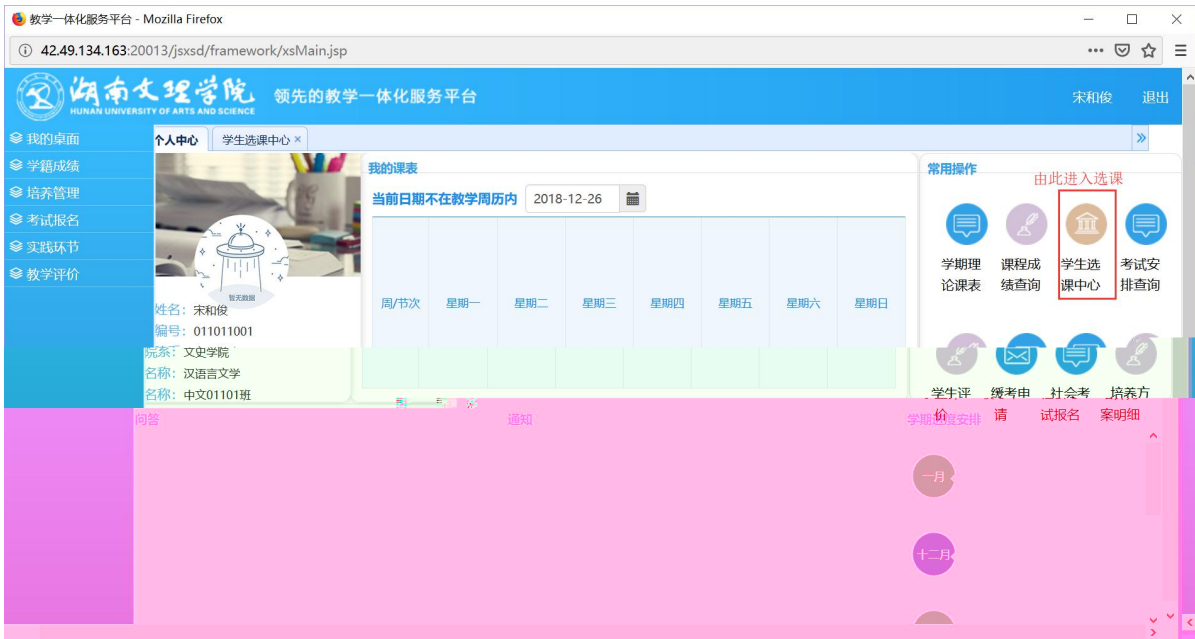 教学一体化服务平台 - Mozilla Firefox
42.49.134.163:20013/jsxsd/framework/xsMain.jsp
湖南文理学院
HUNAN UNIVERSITY OF ARTS AND SCIENCE
领先的教学一体化服务平台
宋和俊 退出
我的桌面
学籍成绩
培养管理
考试报名
实践环节
教学评价
个人中心 学生选课中心 ×
暂无数据
姓名：宋和俊
编号：011011001
院系：文史学院
名称：汉语言文学
名称：中文01101班
我的课表
当前日期不在教学周历内 2018-12-26
周/节次 星期一 星期二 星期三 星期四 星期五 星期六 星期日
常用操作
由此进入选课
学期理论课表
课程成绩查询
学生选课中心
考试安排查询
学生评价
缓考申请
社会考试报名
培养方案明细
问答
通知
学期进度安排
一月
十二月